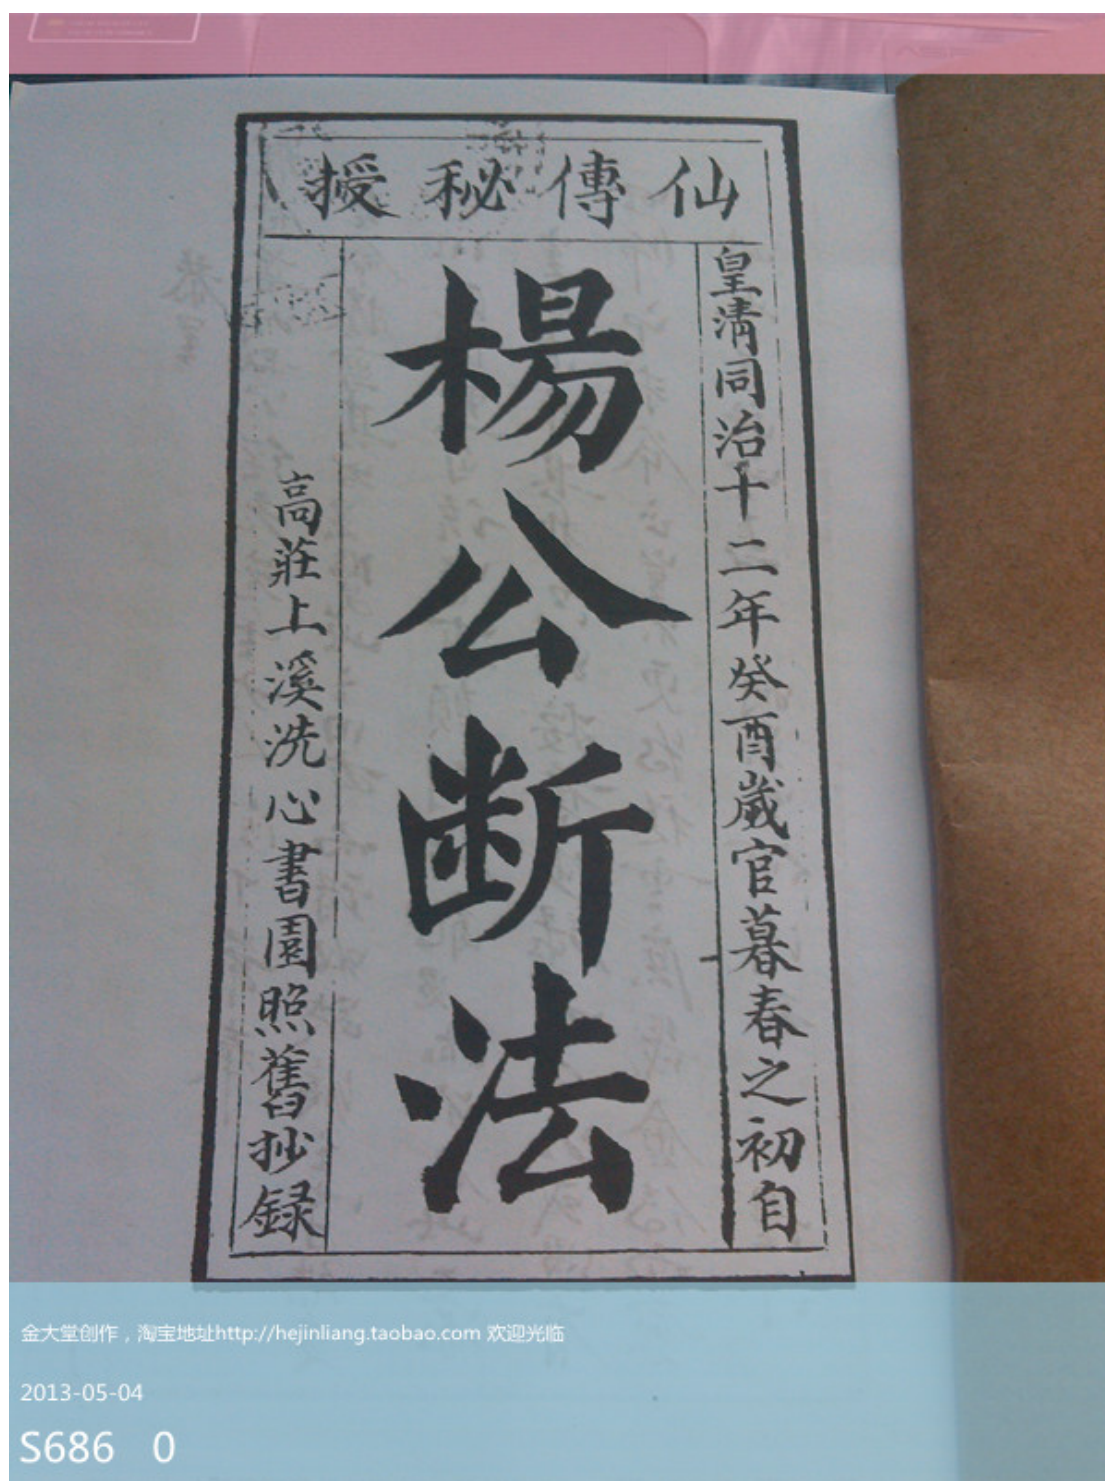 仙傳秘授
皇清同治十二年癸酉歲官暮春之初自
楊公断法
高莊上溪洗心書園照舊抄録
金大堂创作，淘宝地址http://hejinliang.taobao.com 欢迎光临
2013-05-04
S686 0